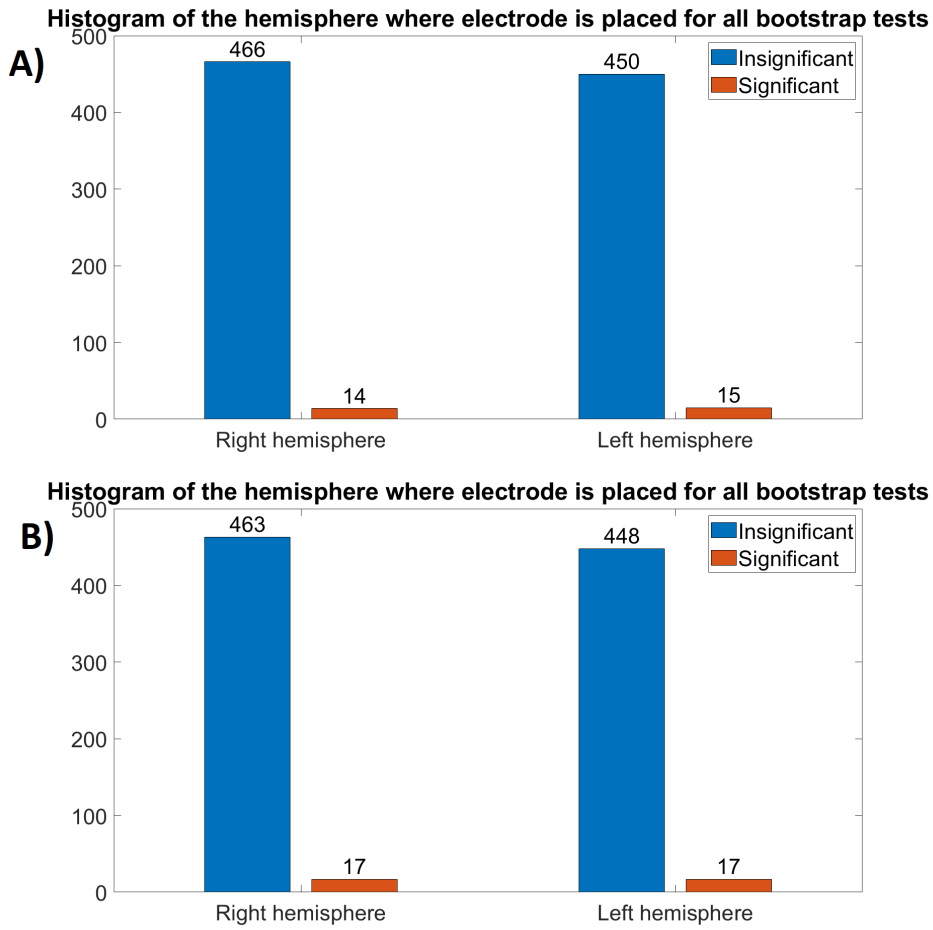 Histogram of the hemisphere where electrode is placed for all bootstrap tests
A)
500
400
300
200
100
0
466
14
450
15
Insignificant
Significant
Right hemisphere
Left hemisphere
Histogram of the hemisphere where electrode is placed for all bootstrap tests
B)
500
400
300
200
100
0
463
17
448
17
Insignificant
Significant
Right hemisphere
Left hemisphere